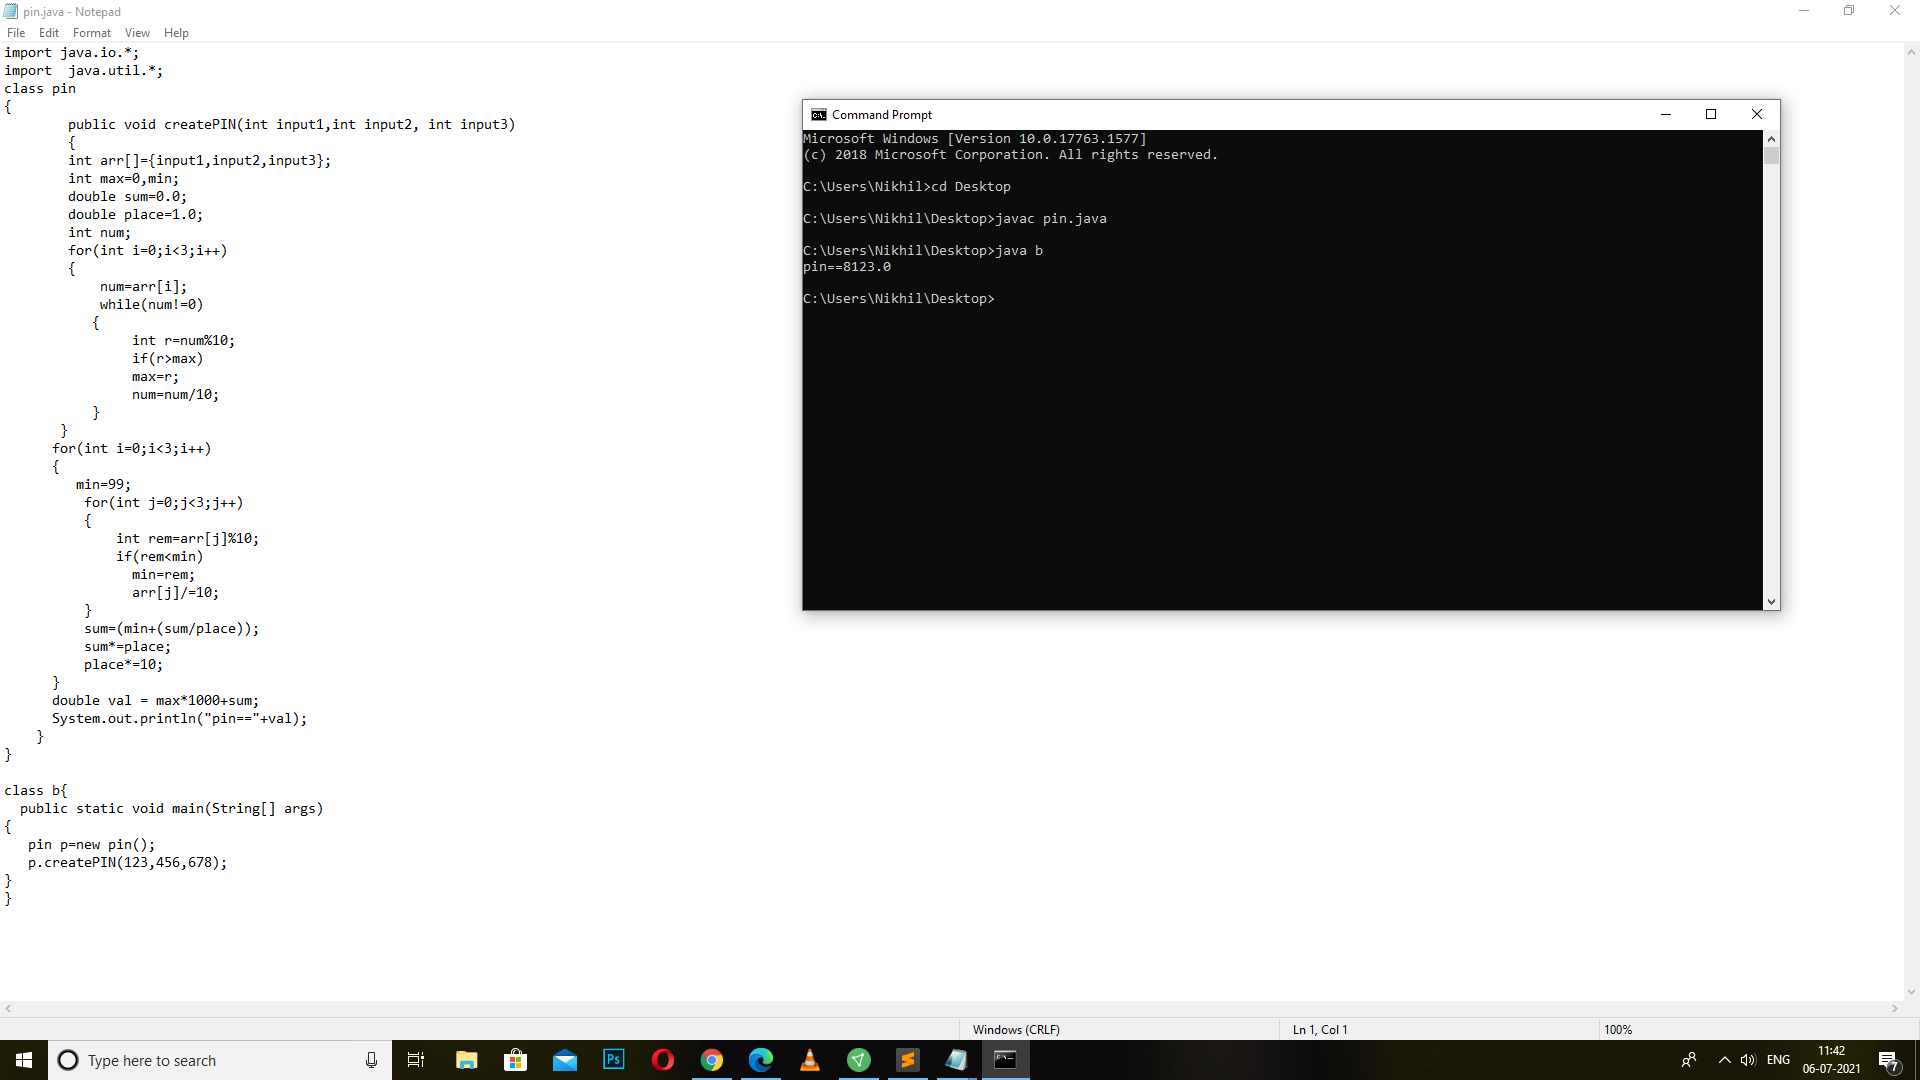 pin.java - Notepad
File Edit Format View Help
import java.io.*;
import  java.util.*;
class pin
{
        public void createPIN(int input1,int input2, int input3)
        {
        int arr[]={input1,input2,input3};
        int max=0,min;
        double sum=0.0;
        double place=1.0;
        int num;
        for(int i=0;i<3;i++)
        {
            num=arr[i];
            while(num!=0)
           {
                int r=num%10;
                if(r>max)
                max=r;
                num=num/10;
           }
       }
      for(int i=0;i<3;i++)
      {
         min=99;
          for(int j=0;j<3;j++)
          {
              int rem=arr[j]%10;
              if(rem<min)
                min=rem;
                arr[j]/=10;
          }
          sum=(min+(sum/place));
          sum*=place;
          place*=10;
      }
      double val = max*1000+sum;
      System.out.println("pin=="+val);
    }
}
class b{
  public static void main(String[] args)
{
   pin p=new pin();
   p.createPIN(123,456,678);
}
}
Command Prompt
Microsoft Windows [Version 10.0.17763.1577]
(c) 2018 Microsoft Corporation. All rights reserved.
C:\Users\Nikhil>cd Desktop
C:\Users\Nikhil\Desktop>javac pin.java
C:\Users\Nikhil\Desktop>java b
pin==8123.0
C:\Users\Nikhil\Desktop>
Windows (CRLF) Ln 1, Col 1 100%
Type here to search
Ps
ENG
11:42
06-07-2021
7